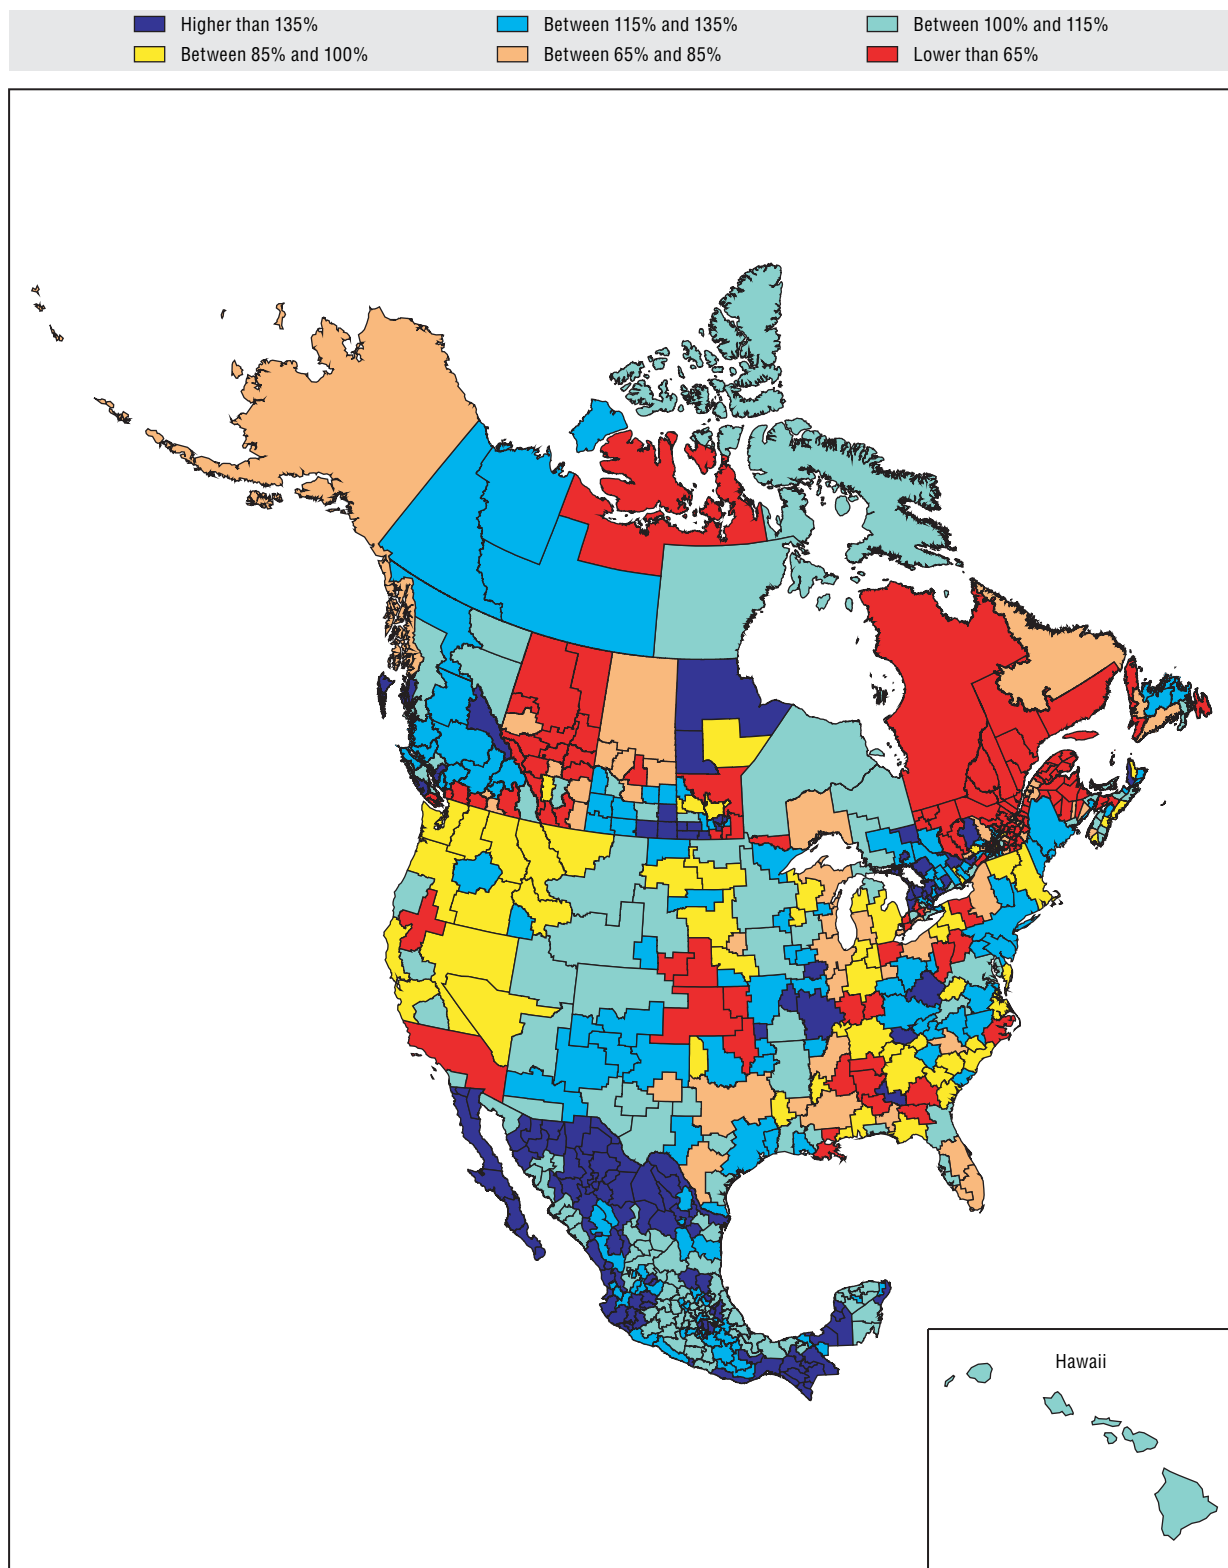 Higher than 135%
Between 115% and 135%
Between 100% and 115%
Between 85% and 100%
Between 65% and 85%
Lower than 65%
Hawaii